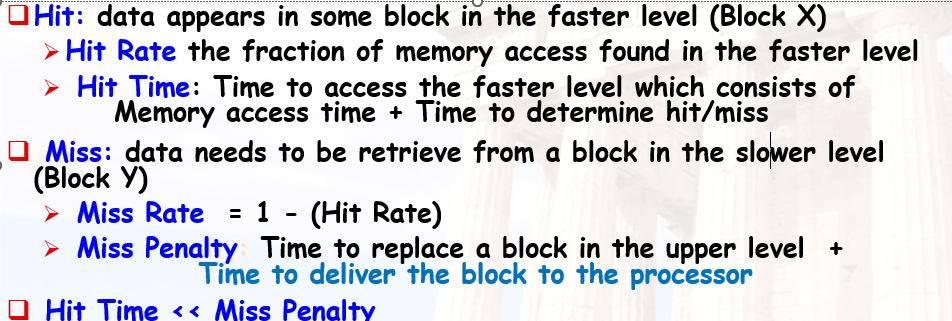 Hit: data appears in some block in the faster level (Block X)
Hit Rate the fraction of memory access found in the faster level
Hit Time: Time to access the faster level which consists of
Memory access time + Time to determine hit/miss
Miss: data needs to be retrieve from a block in the slower level
(Block Y)
Miss Rate = 1 - (Hit Rate)
Miss Penalty: Time to replace a block in the upper level +
Time to deliver the block to the processor
Hit Time << Miss Penalty